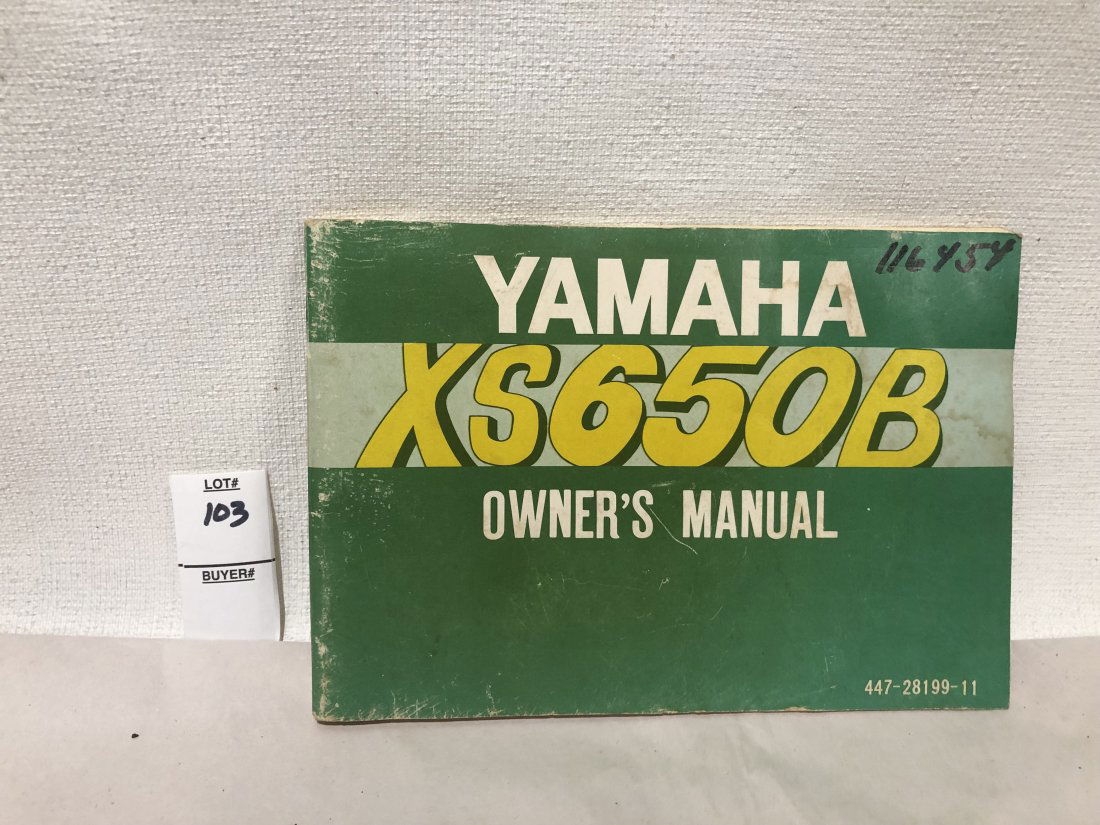 116454
YAMAHA
XS650B
OWNER'S MANUAL
447-28199-11
LOT#
103
BUYER#